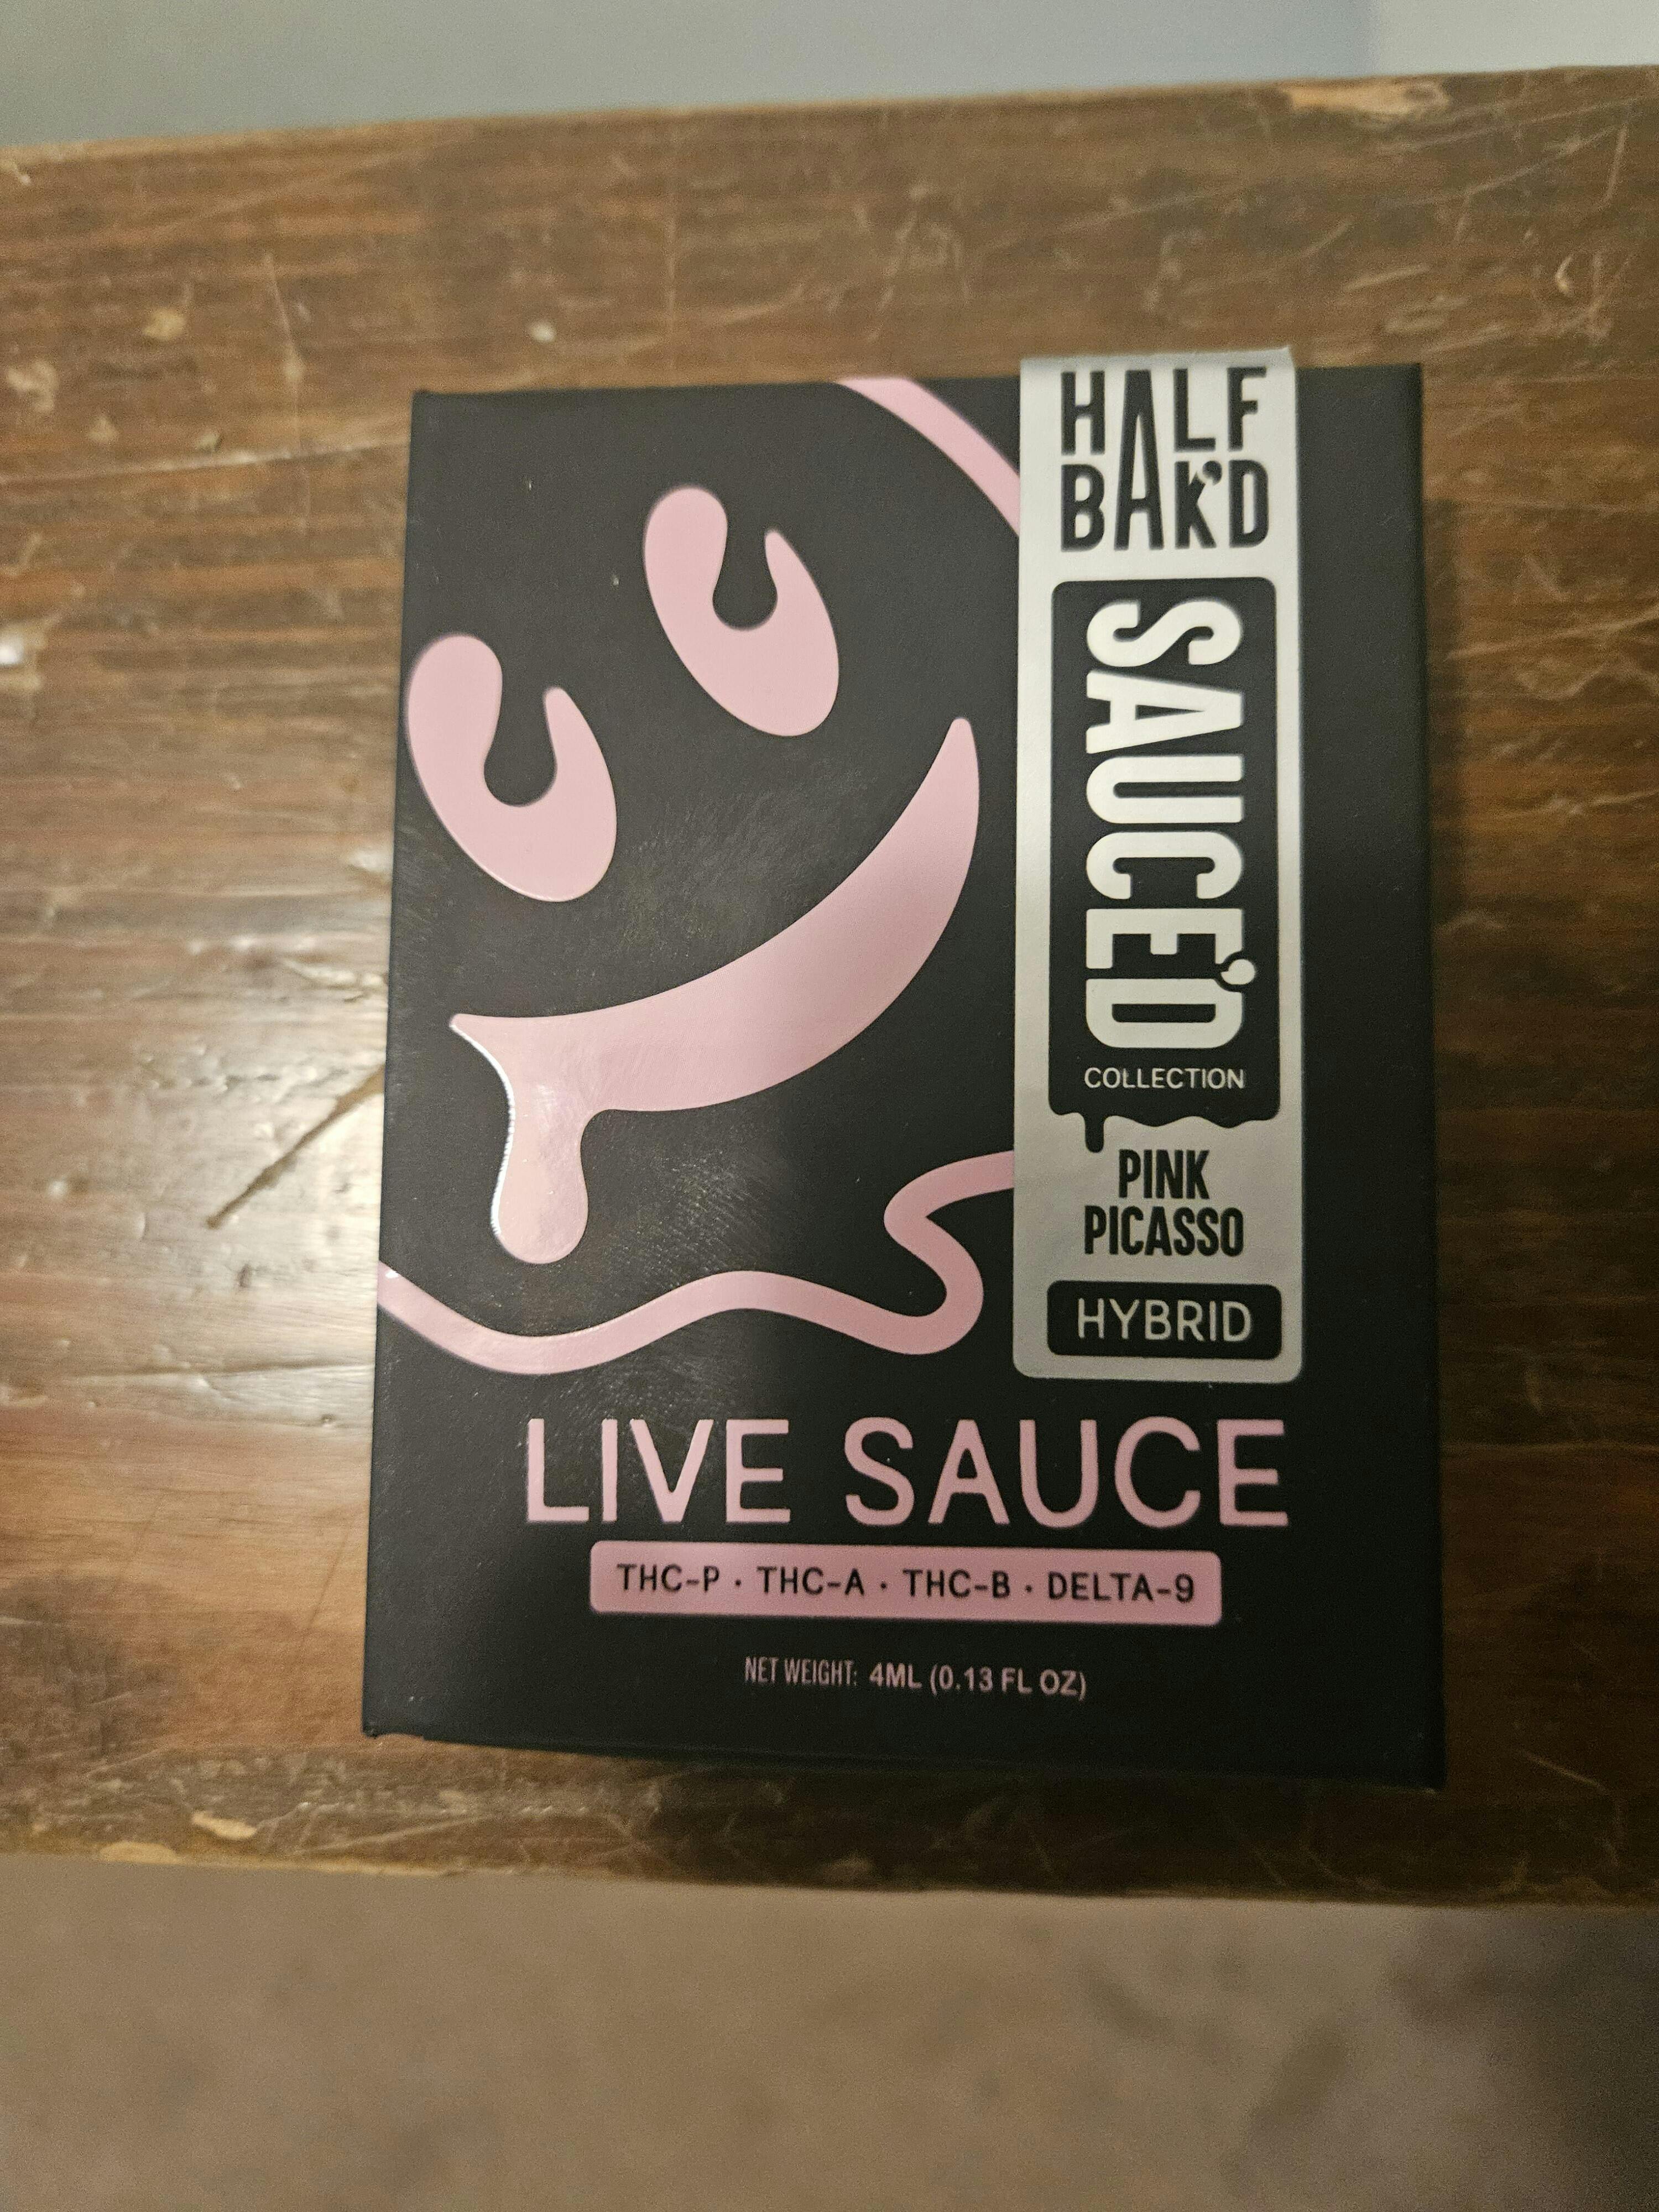 HALF
BAK'D
SAUCE'D
COLLECTION
PINK
PICASSO
HYBRID
LIVE SAUCE
THC-P · THC-A · THC-B · DELTA-9
NET WEIGHT: 4ML (0.13 FL OZ)